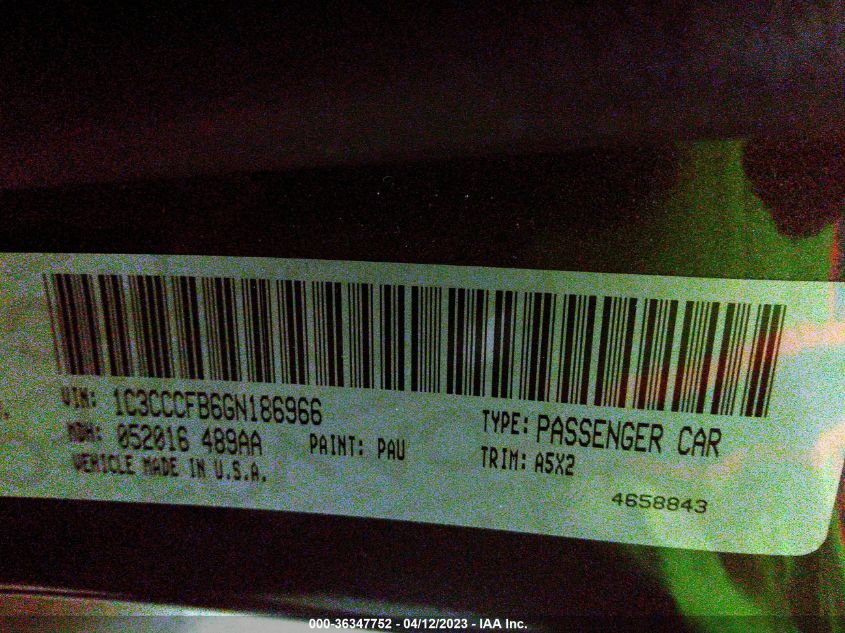 VIN: 1C3CCCFB6GN186966
MDH: 052016 489AA
PAINT: PAU
VEHICLE MADE IN U.S.A.
TYPE: PASSENGER CAR
TRIM: A5X2
4658843
000-36347752 - 04/12/2023 - IAA Inc.